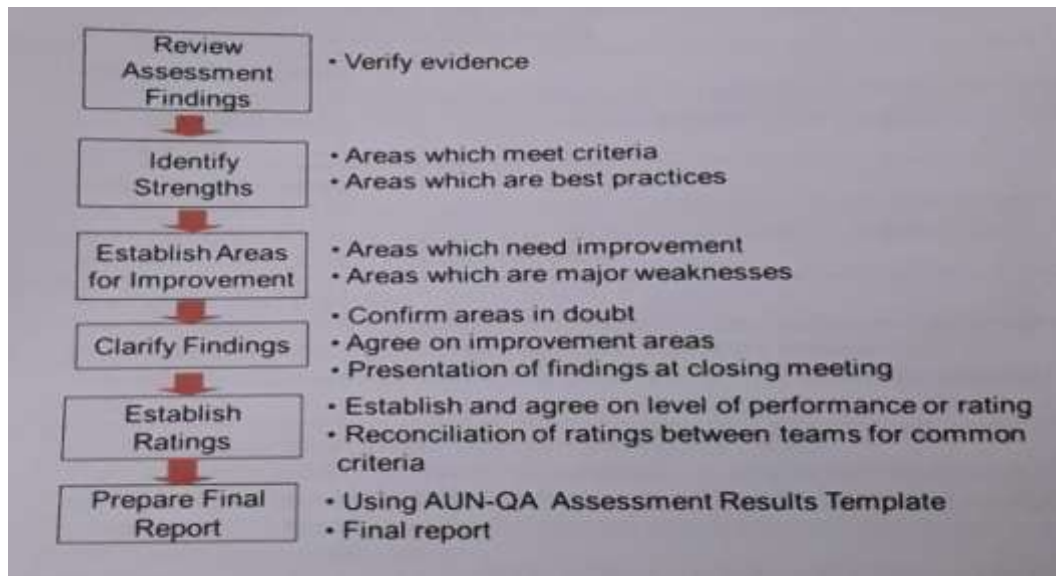 Review
Assessment
Findings
• Verify evidence
Identify
Strengths
• Areas which meet criteria
• Areas which are best practices
Establish Areas
for Improvement
• Areas which need improvement
• Areas which are major weaknesses
Clarify Findings
• Confirm areas in doubt
• Agree on improvement areas
• Presentation of findings at closing meeting
Establish
Ratings
• Establish and agree on level of performance or rating
• Reconciliation of ratings between teams for common
criteria
Prepare Final
Report
• Using AUN-QA Assessment Results Template
• Final report